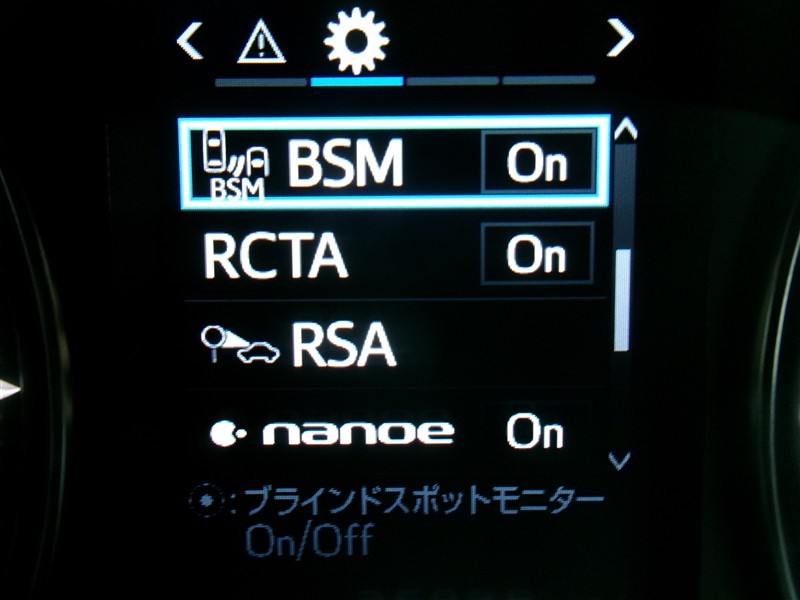 BSM BSM On
RCTA On
RSA
nanoe On
: ブラインドスポットモニター
On/Off